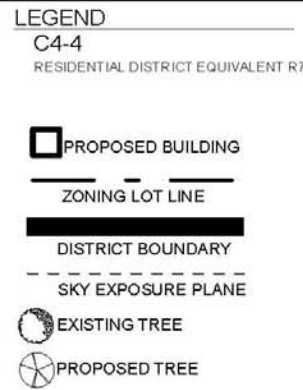 LEGEND
C4-4
RESIDENTIAL DISTRICT EQUIVALENT R7
PROPOSED BUILDING
ZONING LOT LINE
DISTRICT BOUNDARY
SKY EXPOSURE PLANE
EXISTING TREE
PROPOSED TREE